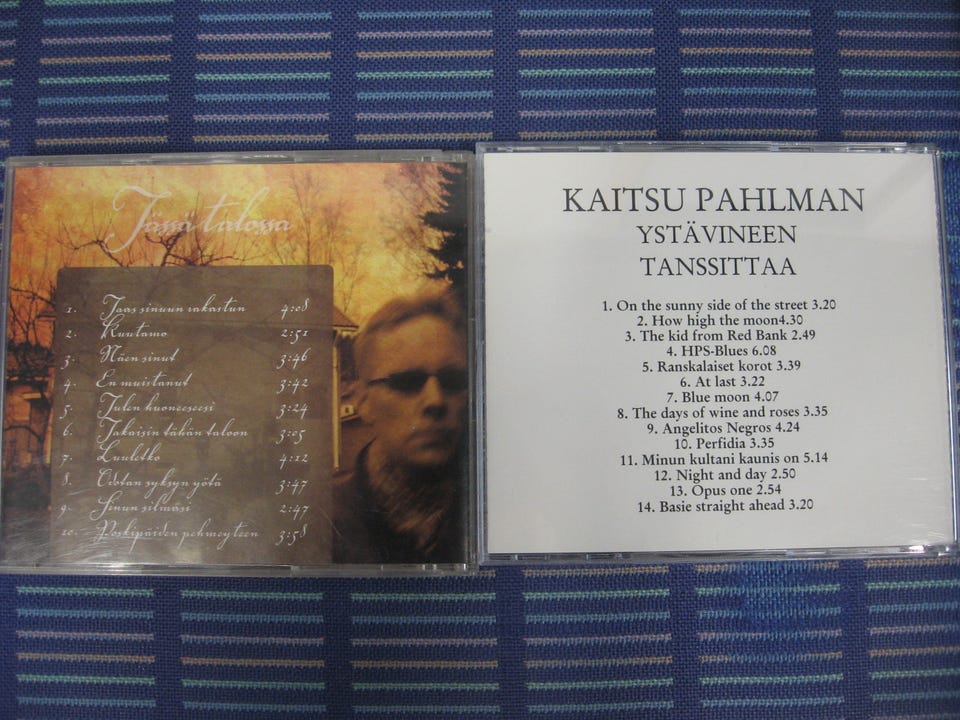 Tässä talossa
1. Taas sinuun rakastun 4:08
2. Kuutamo 2:51
3. Näen sinut 3:46
4. En muistanut 3:42
5. Tulen huoneeseesi 3:24
6. Takaisin tähän taloon 3:05
7. Luuletko 4:12
8. Odotan syksyn yötä 3:47
9. Sinun silmäsi 2:47
10. Poskipäiden pehmeyteen 3:58
KAITSU PAHLMAN
YSTÄVINEEN
TANSSITTAA
1. On the sunny side of the street 3.20
2. How high the moon4.30
3. The kid from Red Bank 2.49
4. HPS-Blues 6.08
5. Ranskalaiset korot 3.39
6. At last 3.22
7. Blue moon 4.07
8. The days of wine and roses 3.35
9. Angelitos Negros 4.24
10. Perfidia 3.35
11. Minun kultani kaunis on 5.14
12. Night and day 2.50
13. Opus one 2.54
14. Basie straight ahead 3.20